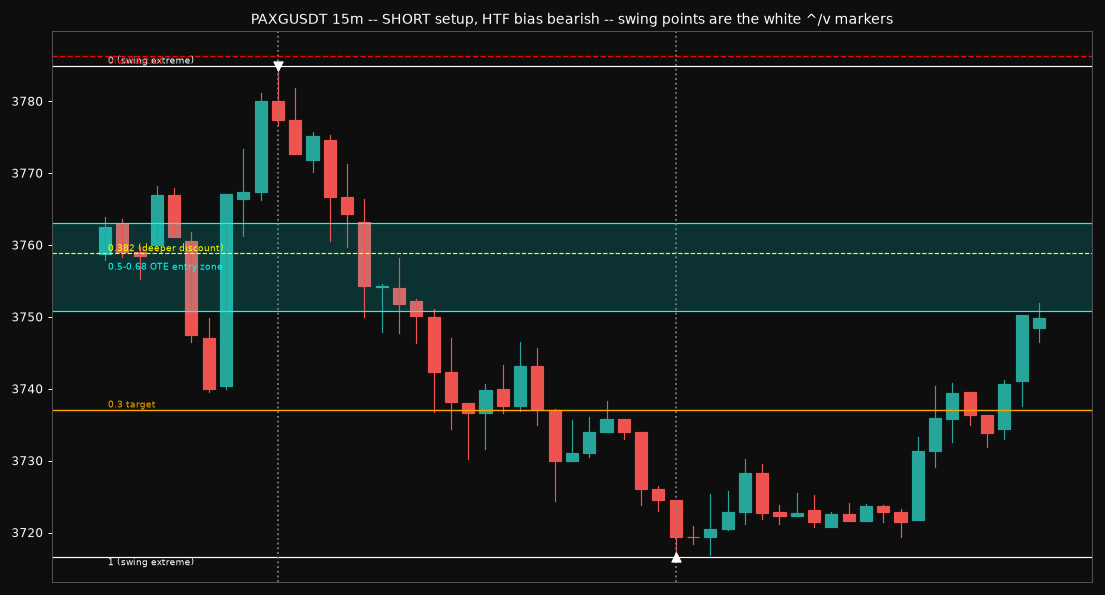 PAXGUSDT 15m -- SHORT setup, HTF bias bearish -- swing points are the white ^/v markers
0 (swing extreme)
3780
3770
3760
0.382 (deeper discount)
0.5-0.68 OTE entry zone
3750
3740
0.3 target
3730
3720
1 (swing extreme)